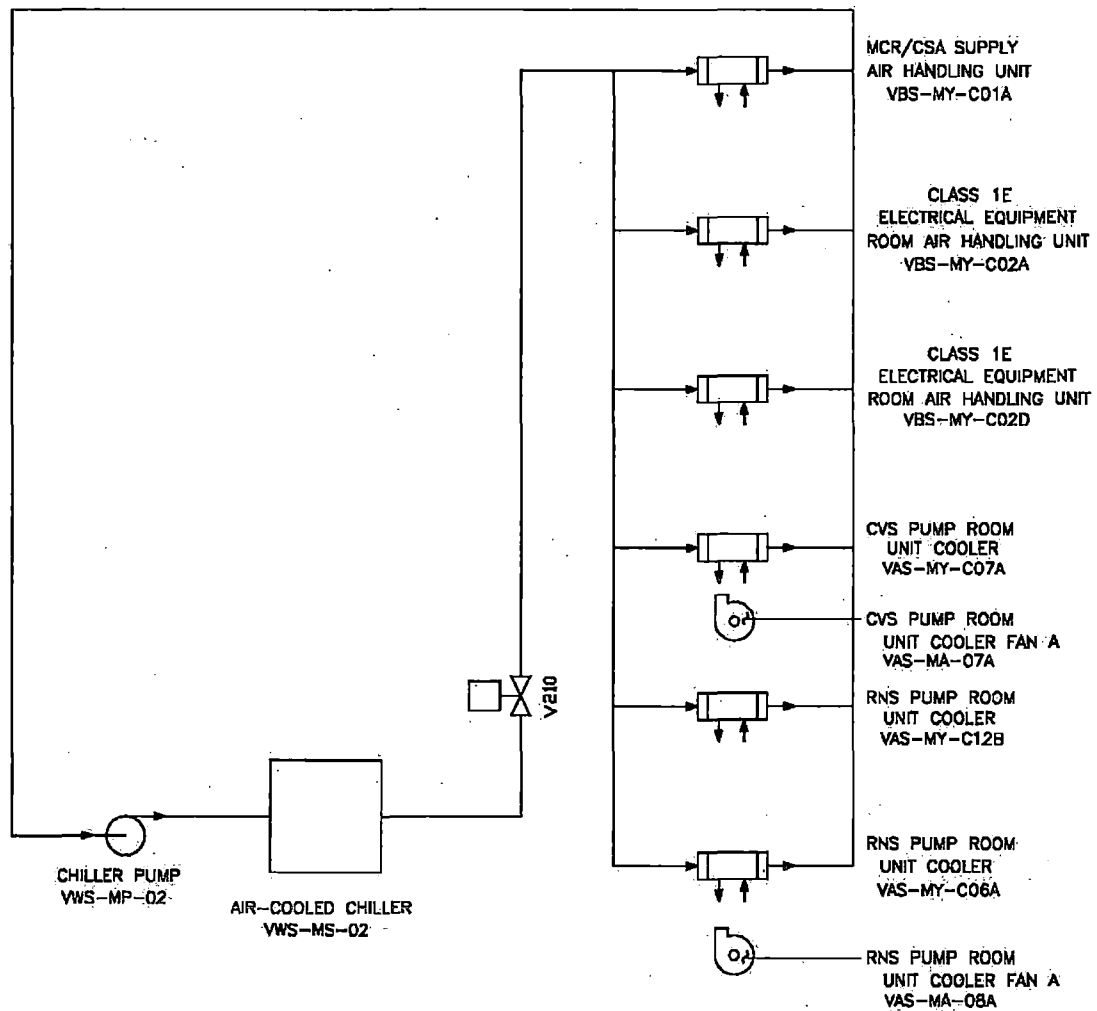 MCR/CSA SUPPLY
AIR HANDLING UNIT
VBS-MY-C01A
CLASS 1E
ELECTRICAL EQUIPMENT
ROOM AIR HANDLING UNIT
VBS-MY-C02A
CLASS 1E
ELECTRICAL EQUIPMENT
ROOM AIR HANDLING UNIT
VBS-MY-C02D
CVS PUMP ROOM
UNIT COOLER
VAS-MY-C07A
CVS PUMP ROOM
UNIT COOLER FAN A
VAS-MA-07A
V210
RNS PUMP ROOM
UNIT COOLER
VAS-MY-C12B
CHILLER PUMP
VWS-MP-02
AIR-COOLED CHILLER
VWS-MS-02
RNS PUMP ROOM
UNIT COOLER
VAS-MY-C06A
RNS PUMP ROOM
UNIT COOLER FAN A
VAS-MA-08A